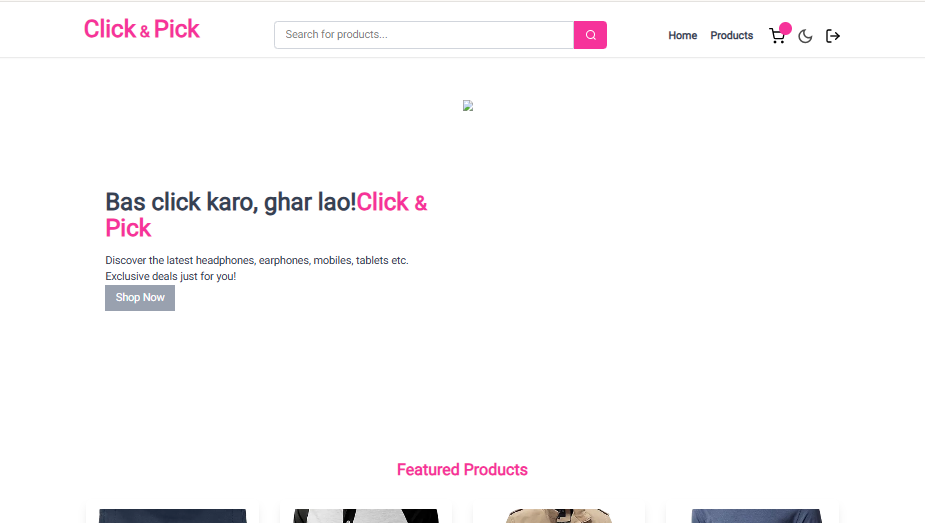 Click & Pick
Search for products...
Home
Products
Bas click karo, ghar lao!Click &
Pick
Discover the latest headphones, earphones, mobiles, tablets etc.
Exclusive deals just for you!
Shop Now
Featured Products